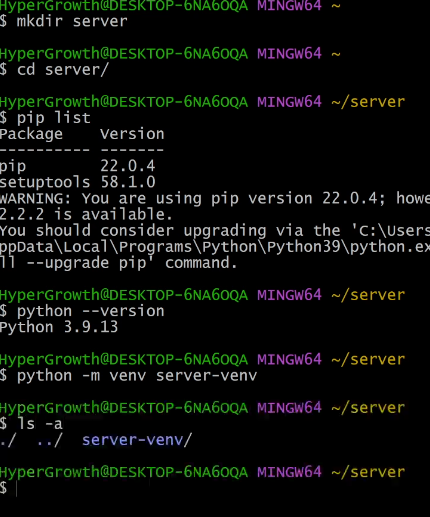 HyperGrowth@DESKTOP-6NA6OQA MINGW64 ~
$ mkdir server
HyperGrowth@DESKTOP-6NA6OQA MINGW64 ~
$ cd server/
HyperGrowth@DESKTOP-6NA6OQA MINGW64 ~/server
$ pip list
Package    Version
---------- -------
pip        22.0.4
setuptools 58.1.0
WARNING: You are using pip version 22.0.4; howe
2.2.2 is available.
You should consider upgrading via the 'C:\Users
ppData\Local\Programs\Python\Python39\python.ex
ll --upgrade pip' command.
HyperGrowth@DESKTOP-6NA6OQA MINGW64 ~/server
$ python --version
Python 3.9.13
HyperGrowth@DESKTOP-6NA6OQA MINGW64 ~/server
$ python -m venv server-venv
HyperGrowth@DESKTOP-6NA6OQA MINGW64 ~/server
$ ls -a
./  ../  server-venv/
HyperGrowth@DESKTOP-6NA6OQA MINGW64 ~/server
$